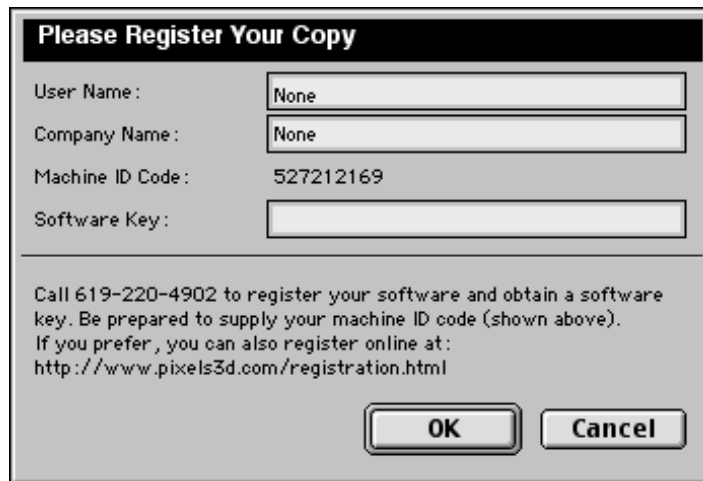 Please Register Your Copy
User Name: None
Company Name: None
Machine ID Code: 527212169
Software Key:
Call 619-220-4902 to register your software and obtain a software
key. Be prepared to supply your machine ID code (shown above).
If you prefer, you can also register online at:
http://www.pixels3d.com/registration.html
OK Cancel